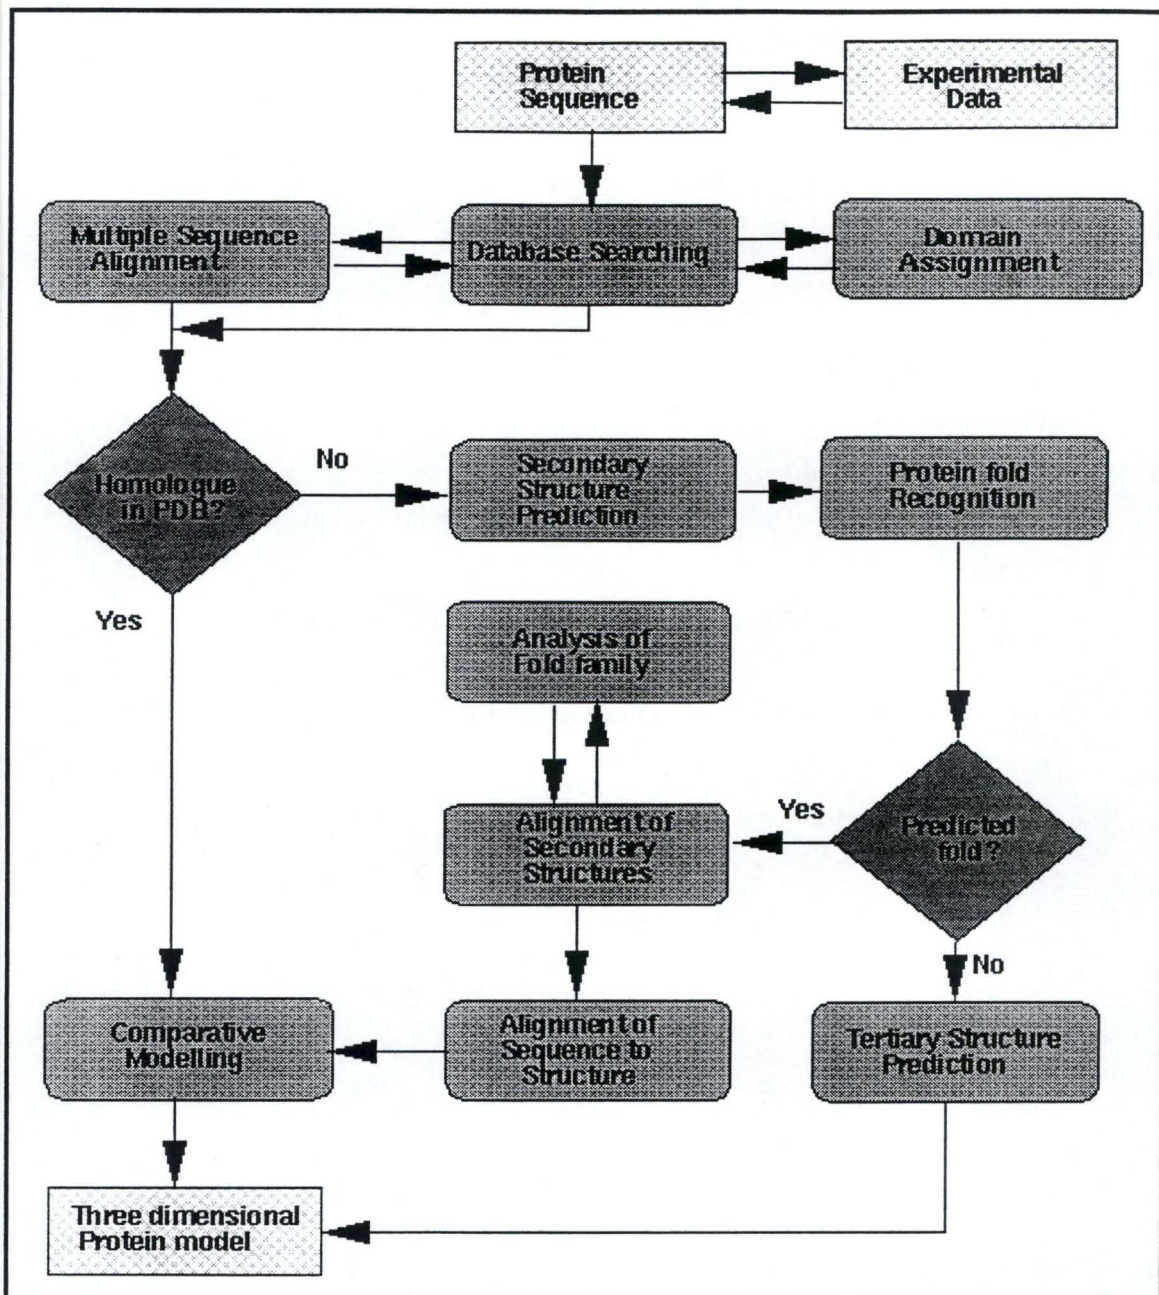 Protein
Sequence
Experimental
Data
Multiple Sequence
Alignment
Database Searching
Domain
Assignment
Homologue
in PDB?
No
Secondary
Structure
Prediction
Protein fold
Recognition
Yes
Analysis of
Fold family
Alignment of
Secondary
Structures
Yes
Predicted
fold?
No
Comparative
Modelling
Alignment of
Sequence to
Structure
Tertiary Structure
Prediction
Three dimensional
Protein model